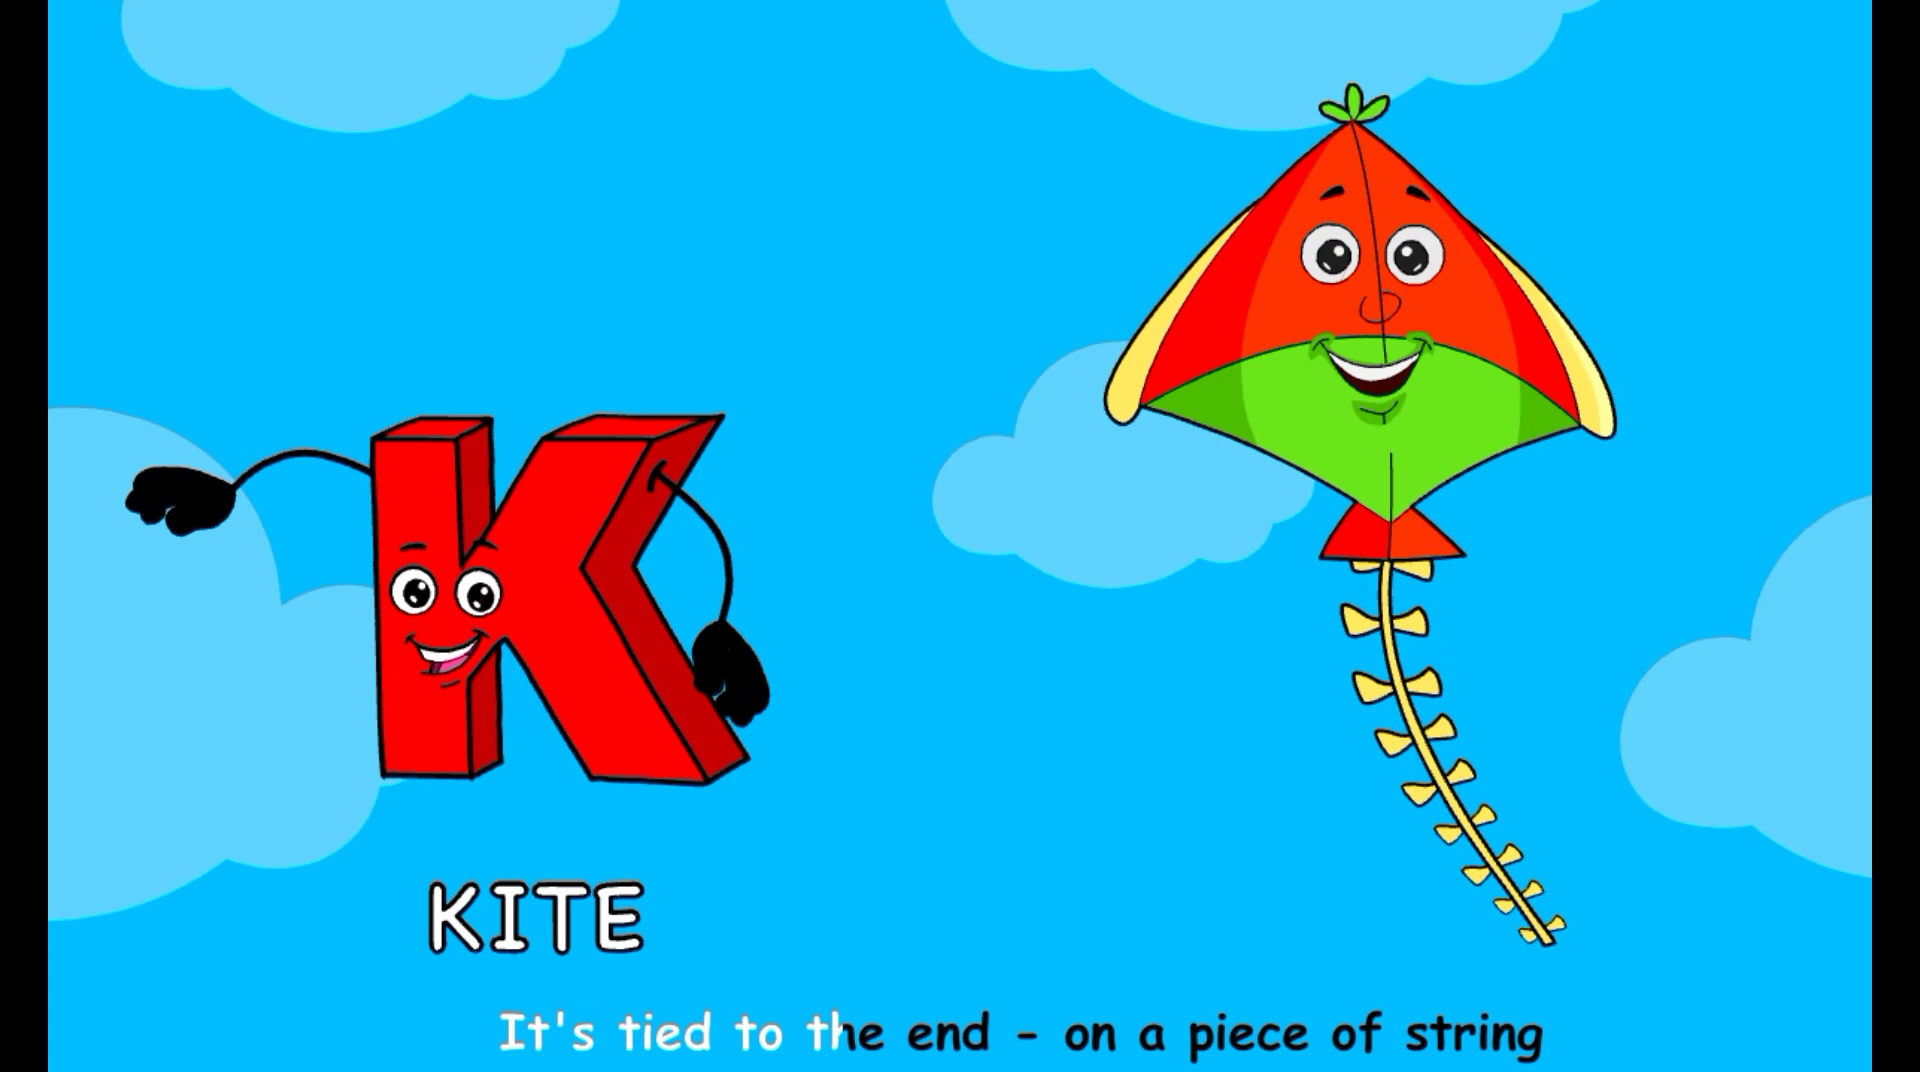 K
KITE
It's tied to the end - on a piece of string